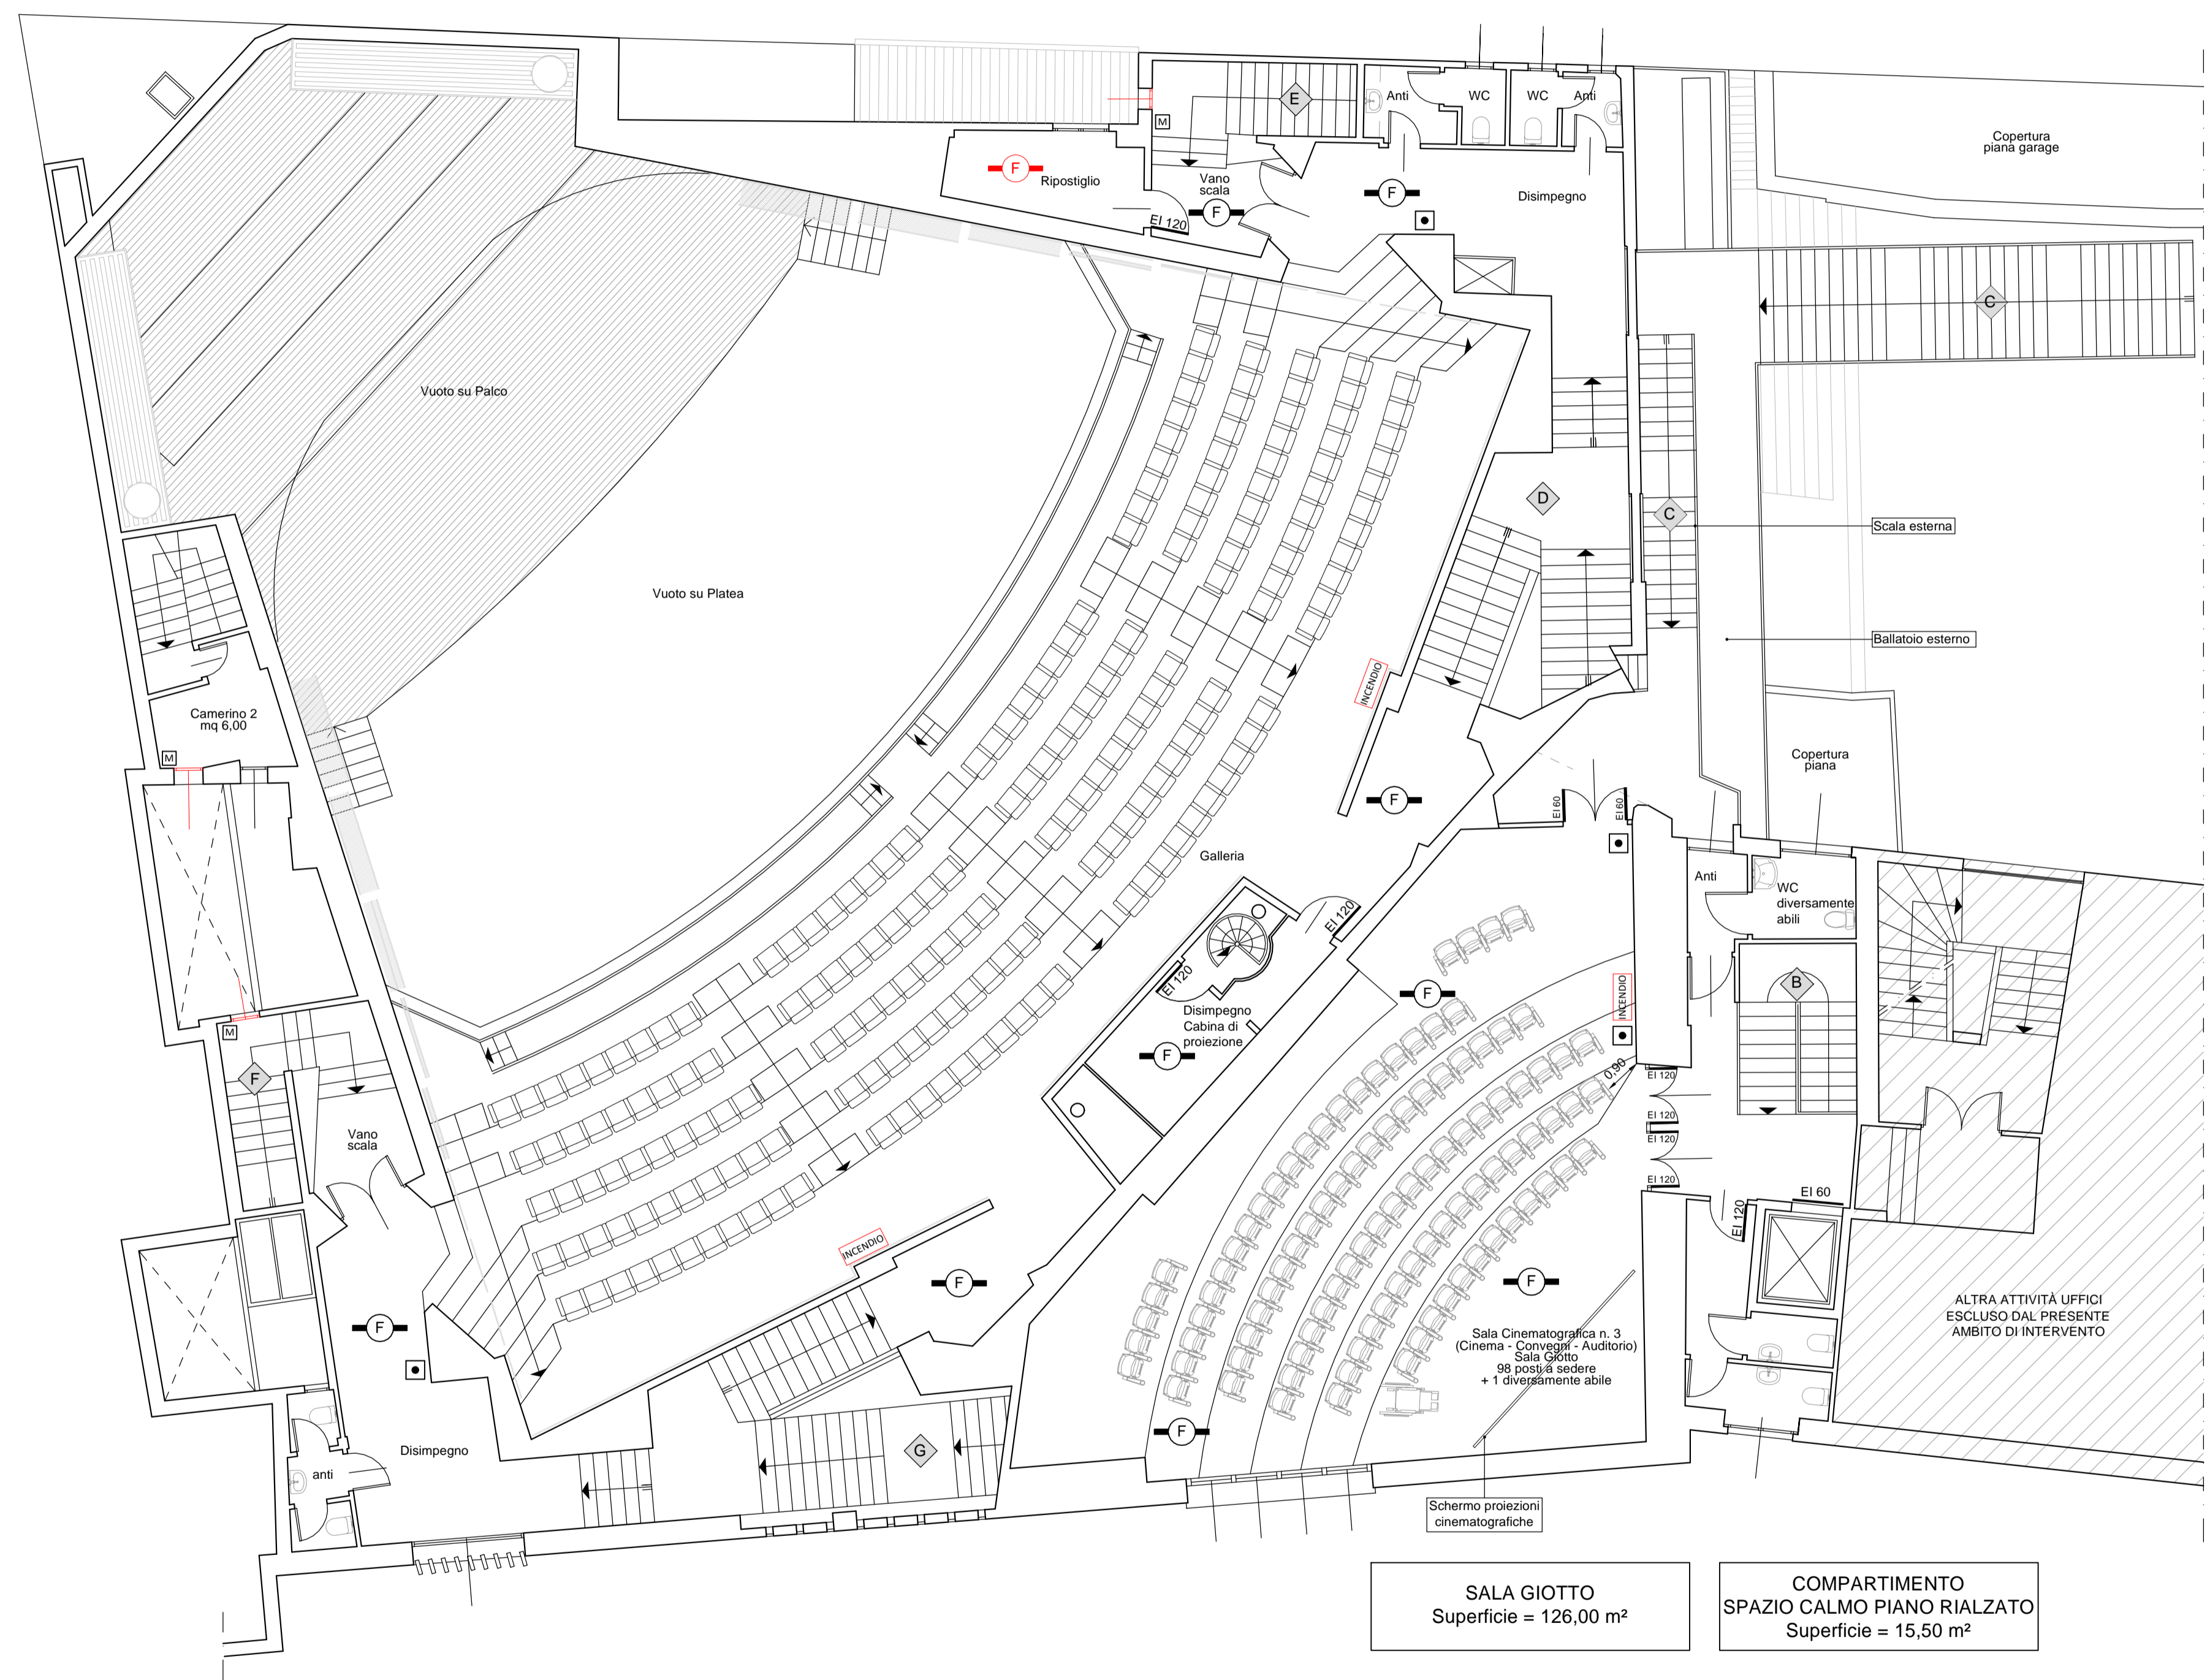 E
Anti
WC
WC
Anti
M
Copertura
piana garage
F
Ripostiglio
Vano
scala
F
EI 120
F
Disimpegno
C
Vuoto su Palco
D
C
Scala esterna
Vuoto su Platea
Ballatoio esterno
INCENDIO
Camerino 2
mq 6,00
M
Copertura
piana
F
EI 60
EI 60
Galleria
Anti
WC
diversamente
abili
EI 120
EI 120
F
INCENDIO
B
Disimpegno
Cabina di
proiezione
F
M
F
0,90
EI 120
EI 120
EI 120
EI 120
Vano
scala
EI 60
EI 120
INCENDIO
F
F
F
Sala Cinematografica n. 3
(Cinema - Convegni - Auditorio)
Sala Giotto
98 posti a sedere
+ 1 diversamente abile
ALTRA ATTIVITÀ UFFICI
ESCLUSO DAL PRESENTE
AMBITO DI INTERVENTO
F
G
Disimpegno
anti
Schermo proiezioni
cinematografiche
SALA GIOTTO
Superficie = 126,00 m²
COMPARTIMENTO
SPAZIO CALMO PIANO RIALZATO
Superficie = 15,50 m²